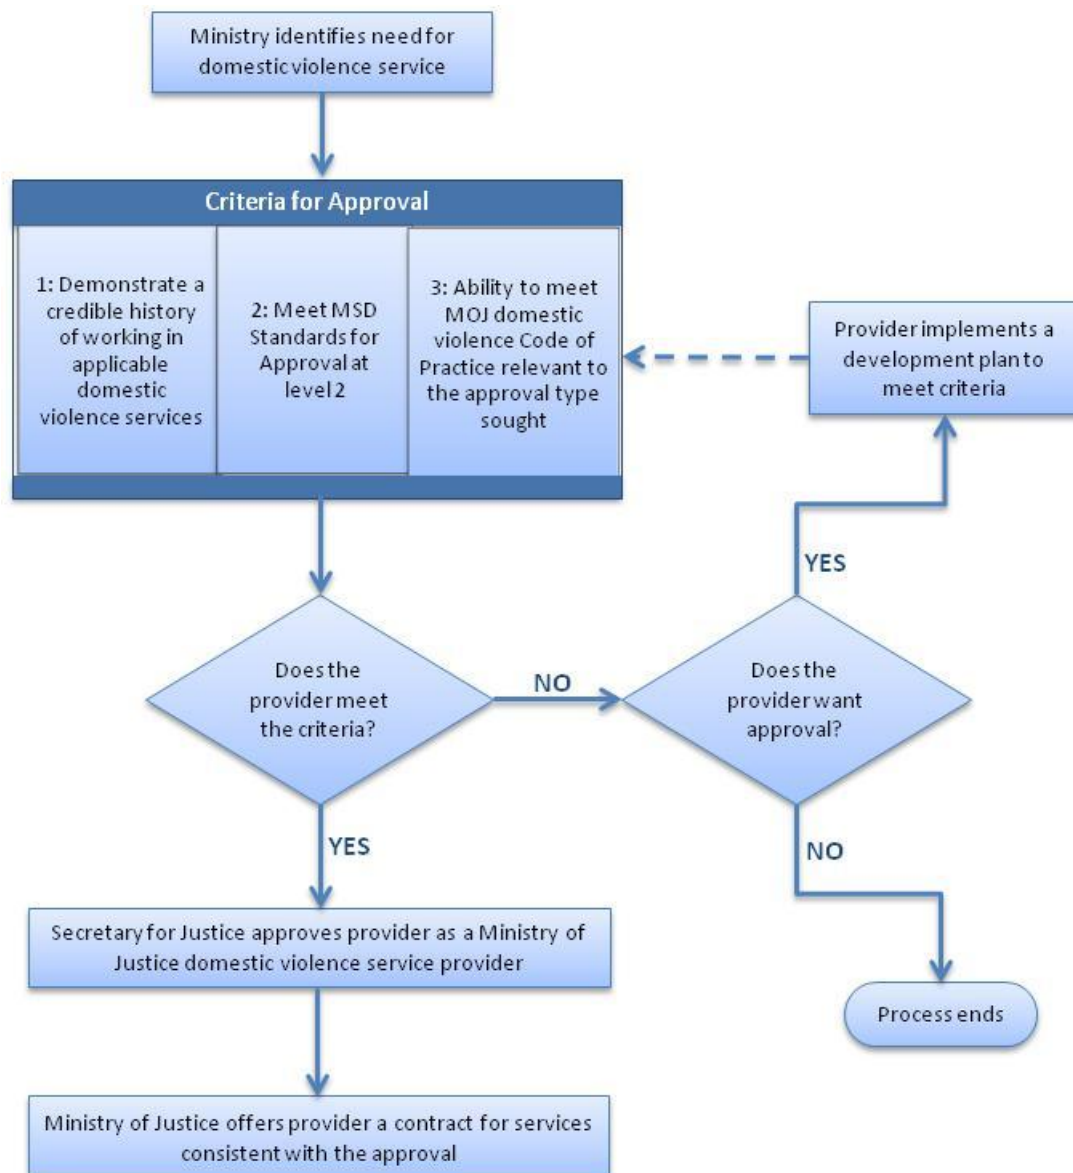 Ministry identifies need for
domestic violence service
Criteria for Approval
1: Demonstrate a
credible history
of working in
applicable
domestic
violence services
2: Meet MSD
Standards for
Approval at
level 2
3: Ability to meet
MOJ domestic
violence Code of
Practice relevant to
the approval type
sought
Provider implements a
development plan to
meet criteria
YES
Does the
provider meet
the criteria?
NO
Does the
provider want
approval?
YES
NO
Secretary for Justice approves provider as a Ministry of
Justice domestic violence service provider
Process ends
Ministry of Justice offers provider a contract for services
consistent with the approval